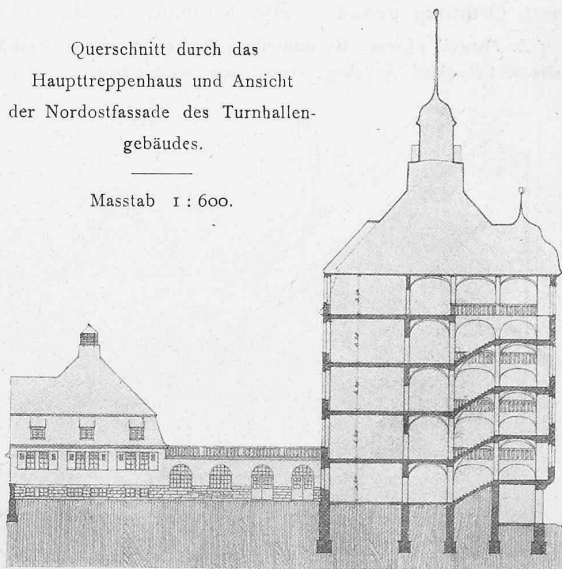 Querschnitt durch das
Haupttreppenhaus und Ansicht
der Nordostfassade des Turnhallen-
gebäudes.
Masstab 1 : 600.